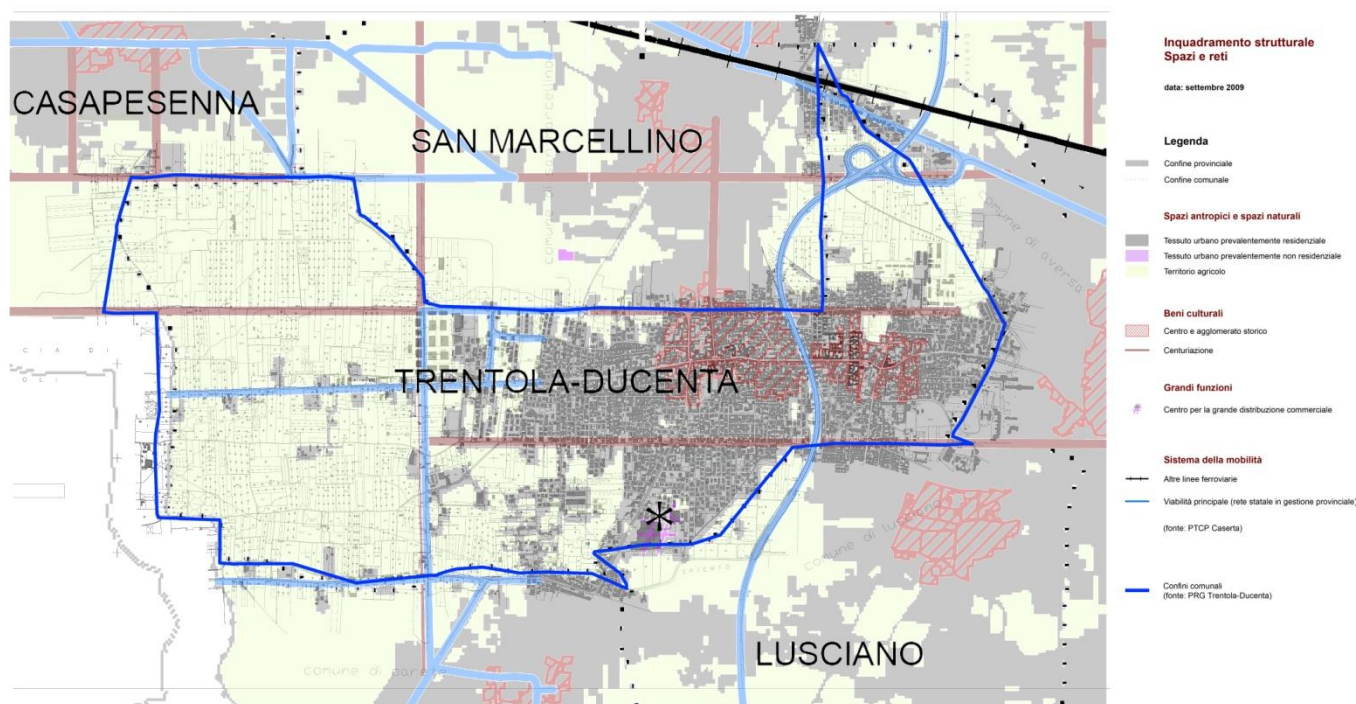 CASAPESENNA
SAN MARCELLINO
comune di aversa
TRENTOLA-DUCENTA
comune di lusciano
LUSCIANO
comune di parete
Inquadramento strutturale
Spazi e reti
data: settembre 2009
Legenda
Confine provinciale
Confine comunale
Spazi antropici e spazi naturali
Tessuto urbano prevalentemente residenziale
Tessuto urbano prevalentemente non residenziale
Territorio agricolo
Beni culturali
Centro e agglomerato storico
Centuriazione
Grandi funzioni
Centro per la grande distribuzione commerciale
Sistema della mobilità
Altre linee ferroviarie
Viabilità principale (rete statale in gestione provinciale)
(fonte: PTCP Caserta)
Confini comunali
(fonte: PRG Trentola-Ducenta)